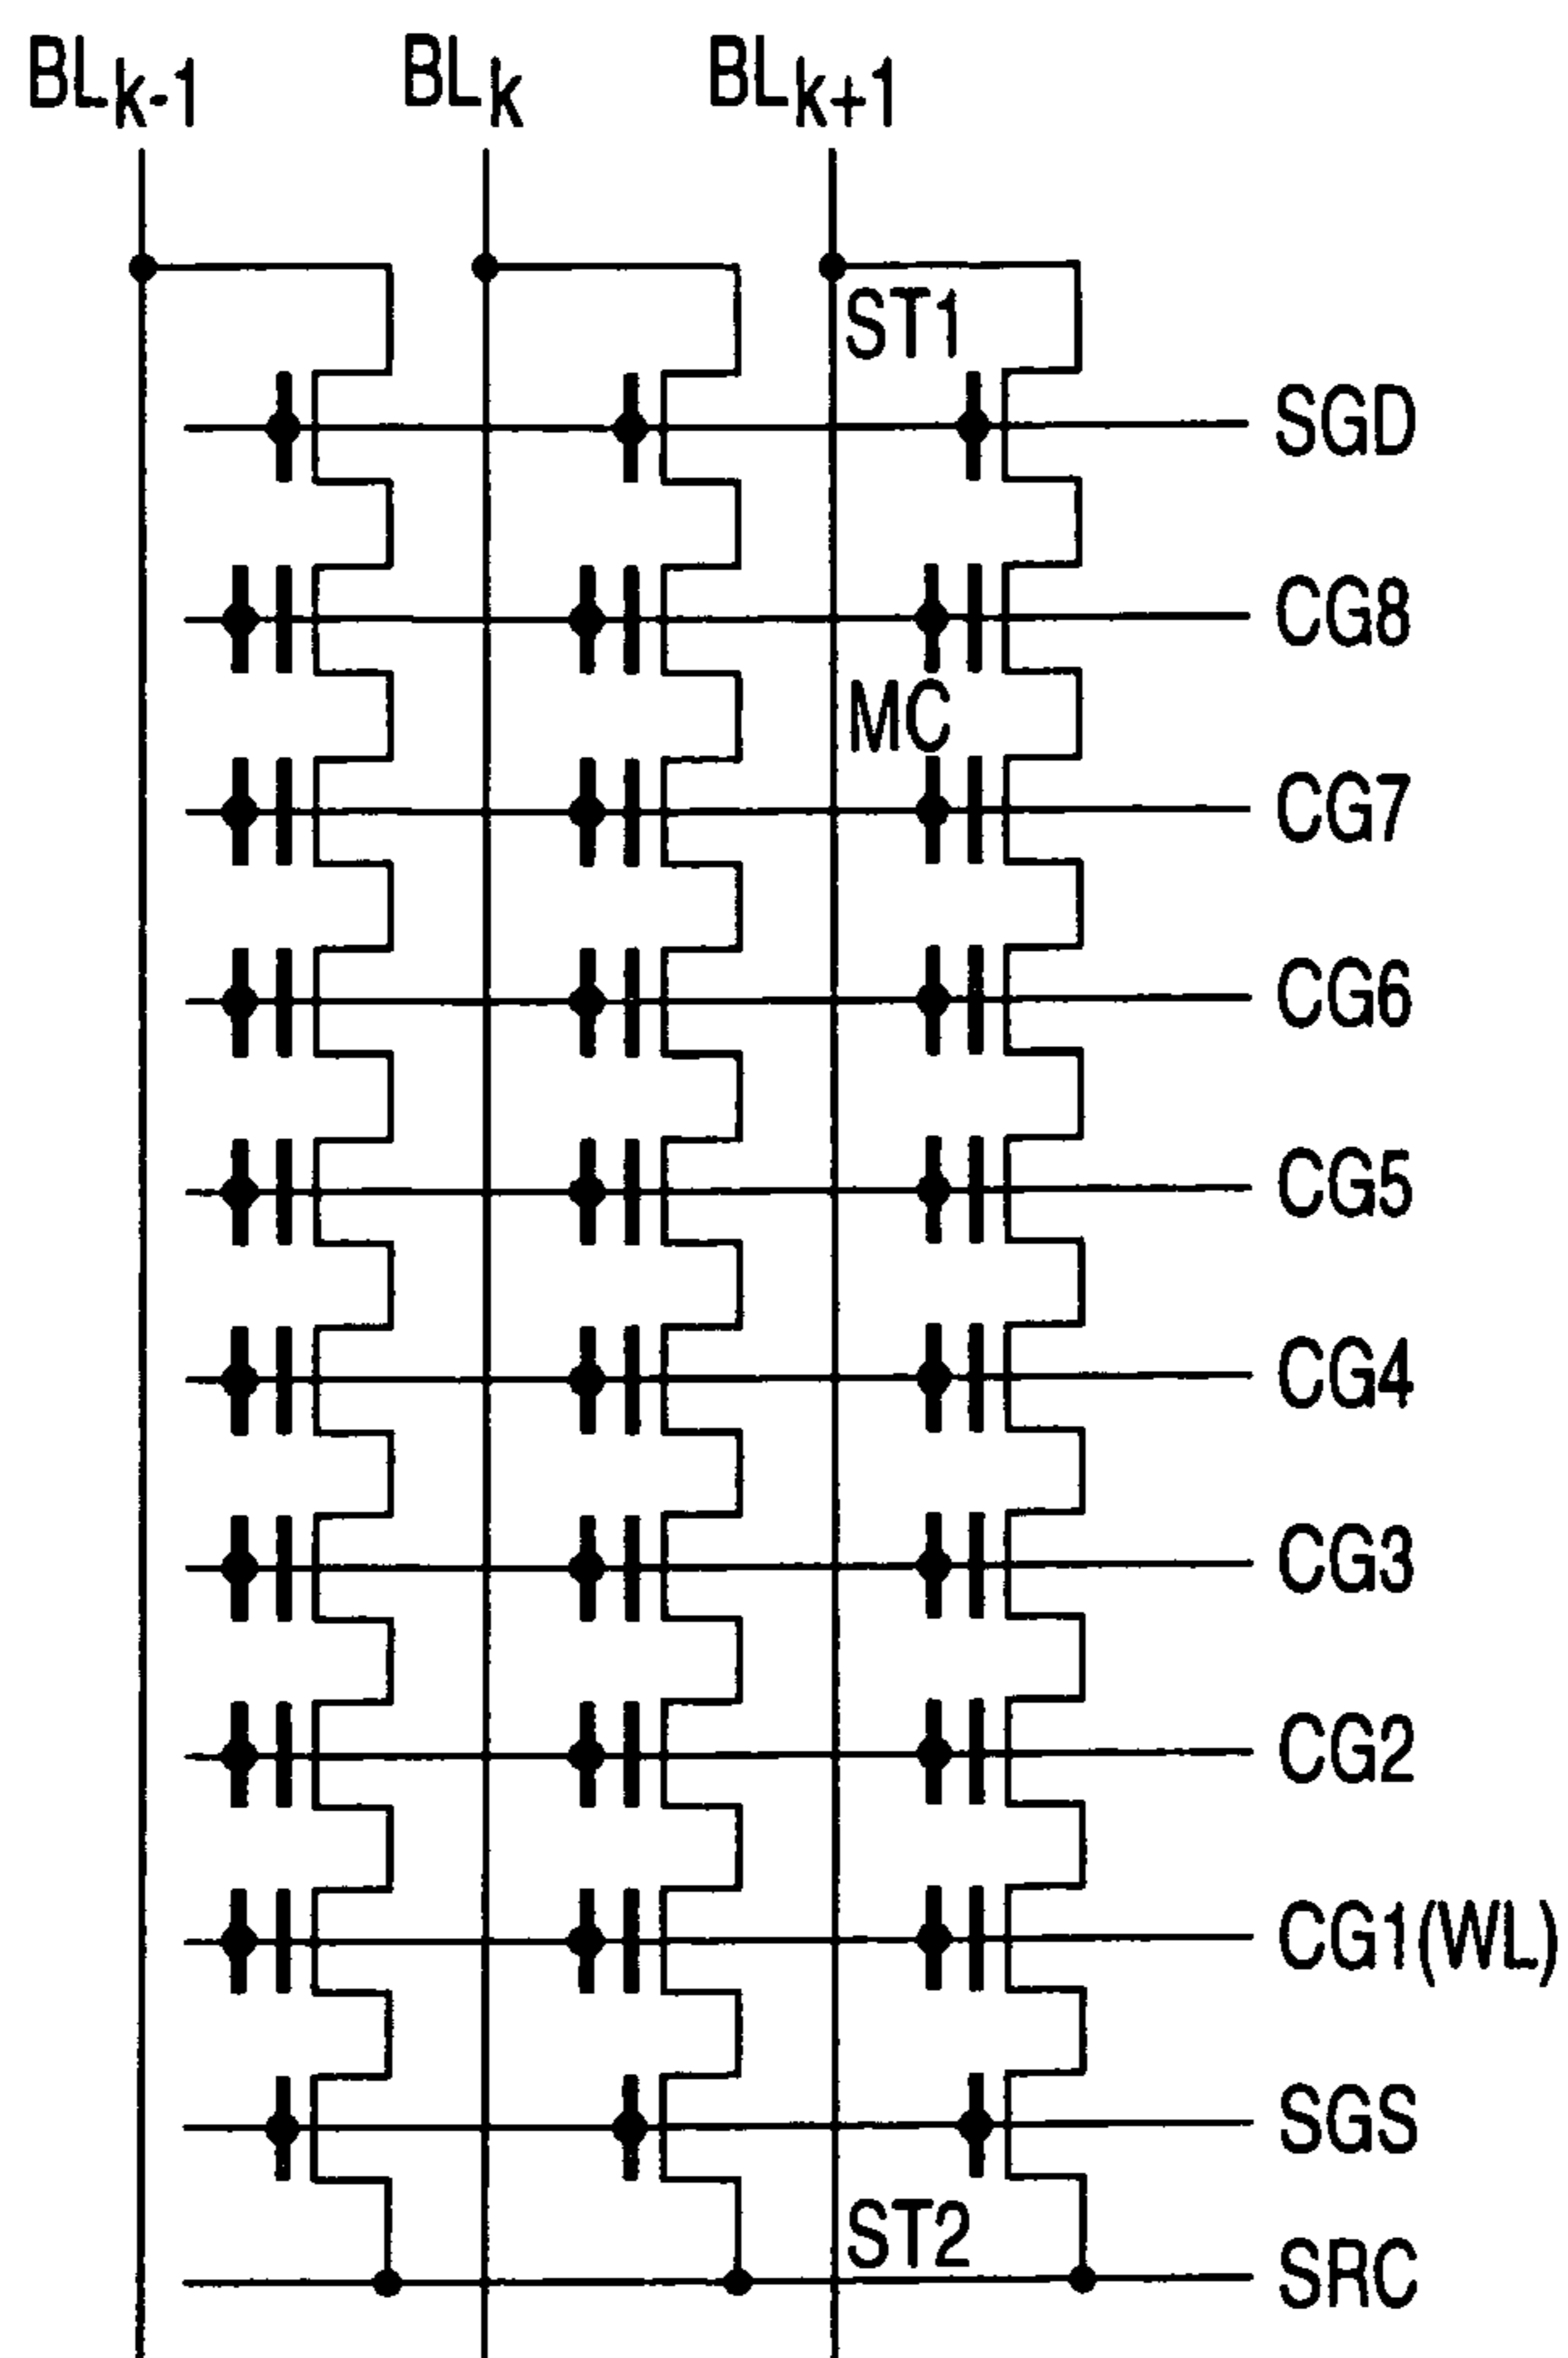 BLk-1 BLk BLk+1
ST1
SGD
CG8
MC
CG7
CG6
CG5
CG4
CG3
CG2
CG1(WL)
SGS
ST2
SRC